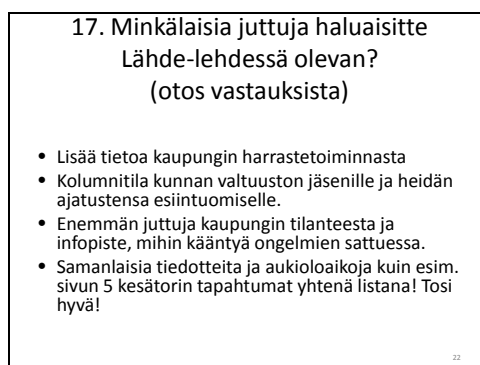 17. Minkälaisia juttuja haluaisitte
Lähde-lehdessä olevan?
(otos vastauksista)
• Lisää tietoa kaupungin harrastetoiminnasta
• Kolumnitila kunnan valtuuston jäsenille ja heidän
ajatustensa esiintuomiselle.
• Enemmän juttuja kaupungin tilanteesta ja
infopiste, mihin kääntyä ongelmien sattuessa.
• Samanlaisia tiedotteita ja aukioloaikoja kuin esim.
sivun 5 kesätorin tapahtumat yhtenä listana! Tosi
hyvä!
22